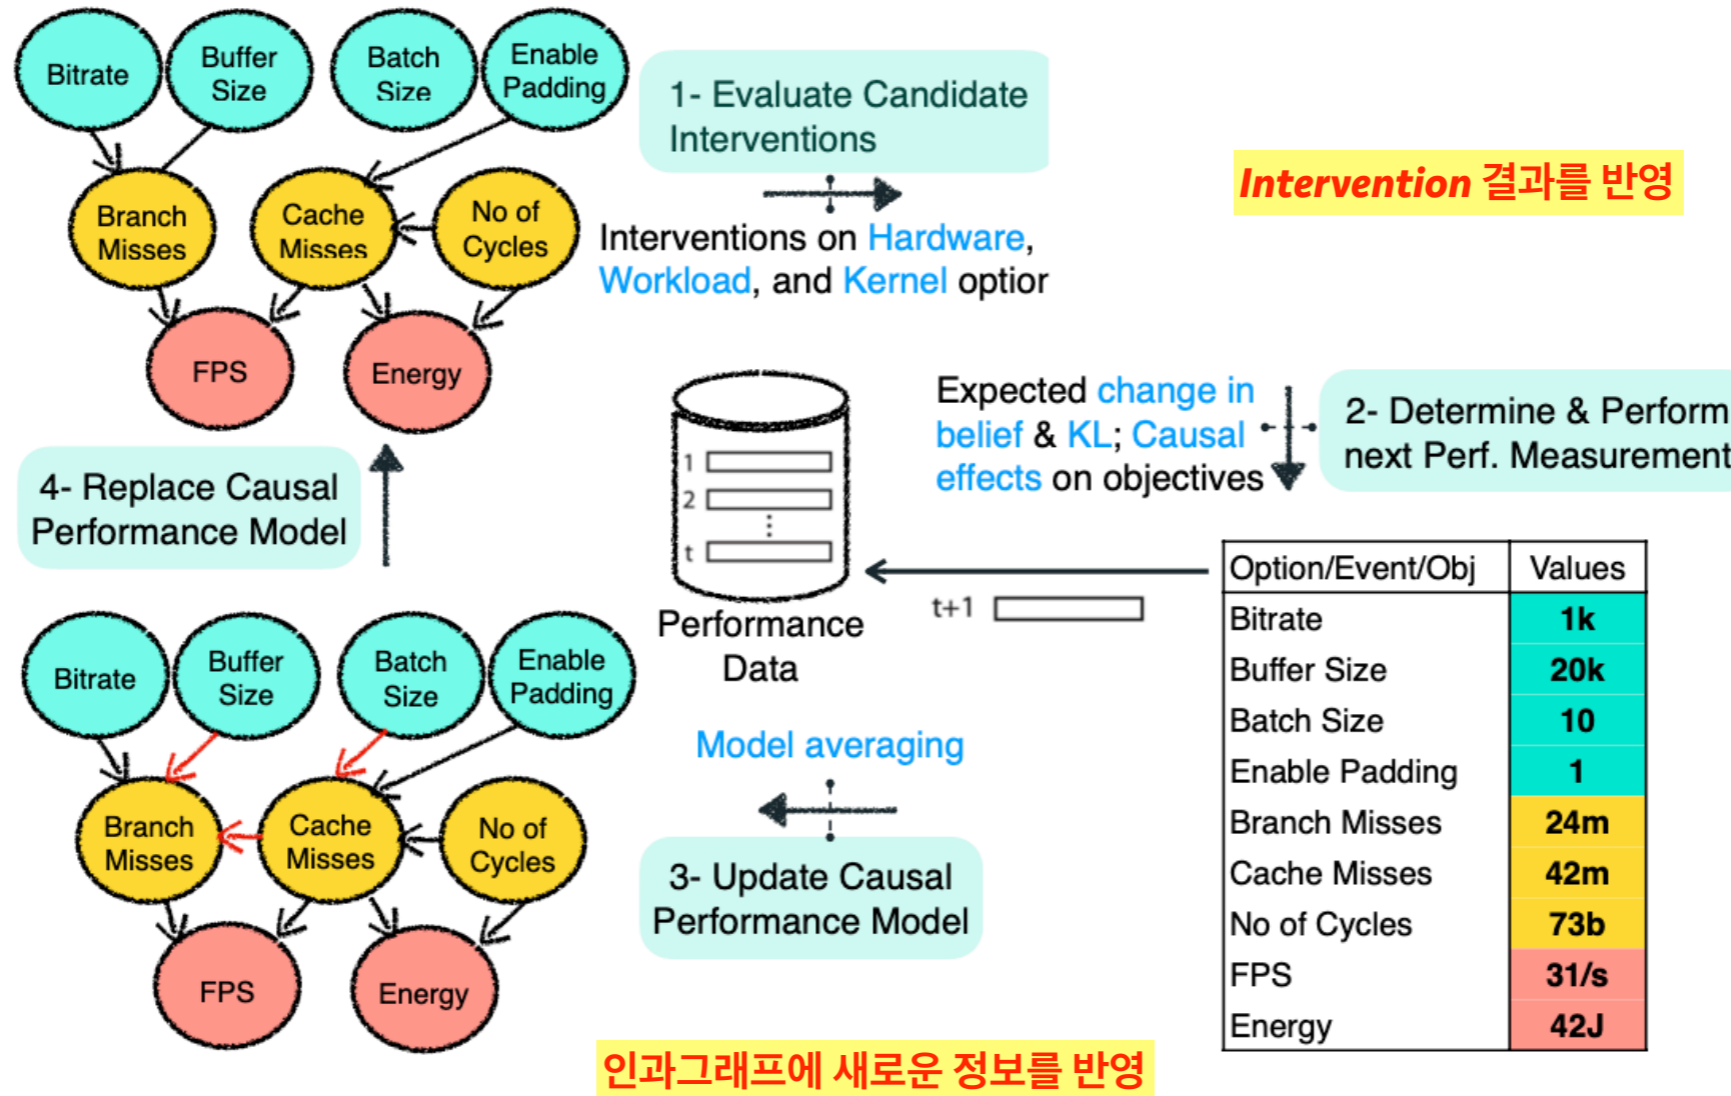 Bitrate
Buffer
Size
Batch
Size
Enable
Padding
Branch
Misses
Cache
Misses
No of
Cycles
FPS
Energy
1- Evaluate Candidate
Interventions
Interventions on Hardware,
Workload, and Kernel optior
Intervention 결과를 반영
Expected change in
belief & KL; Causal
effects on objectives
2- Determine & Perform
next Perf. Measurement
4- Replace Causal
Performance Model
1
2
t
Performance
Data
t+1
Option/Event/Obj Values
Bitrate 1k
Buffer Size 20k
Batch Size 10
Enable Padding 1
Branch Misses 24m
Cache Misses 42m
No of Cycles 73b
FPS 31/s
Energy 42J
Bitrate
Buffer
Size
Batch
Size
Enable
Padding
Branch
Misses
Cache
Misses
No of
Cycles
FPS
Energy
Model averaging
3- Update Causal
Performance Model
인과그래프에 새로운 정보를 반영